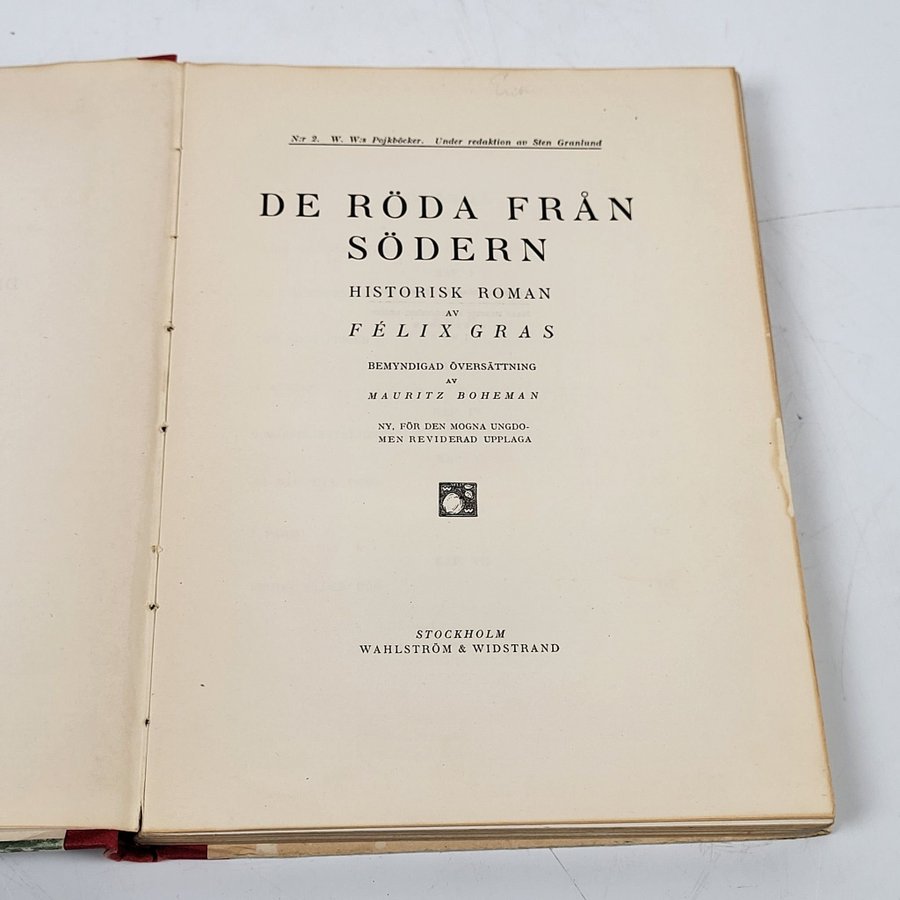 N:r 2. W. W:s Pojkböcker. Under redaktion av Sten Granlund
DE RÖDA FRÅN
SÖDERN
HISTORISK ROMAN
AV
FÉLIX GRAS
BEMYNDIGAD ÖVERSÄTTNING
AV
MAURITZ BOHEMAN
NY, FÖR DEN MOGNA UNGDO-
MEN REVIDERAD UPPLAGA
STOCKHOLM
WAHLSTRÖM & WIDSTRAND